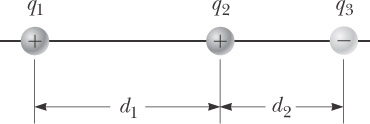 q₁ q₂ q₃
+ + −
d₁ d₂